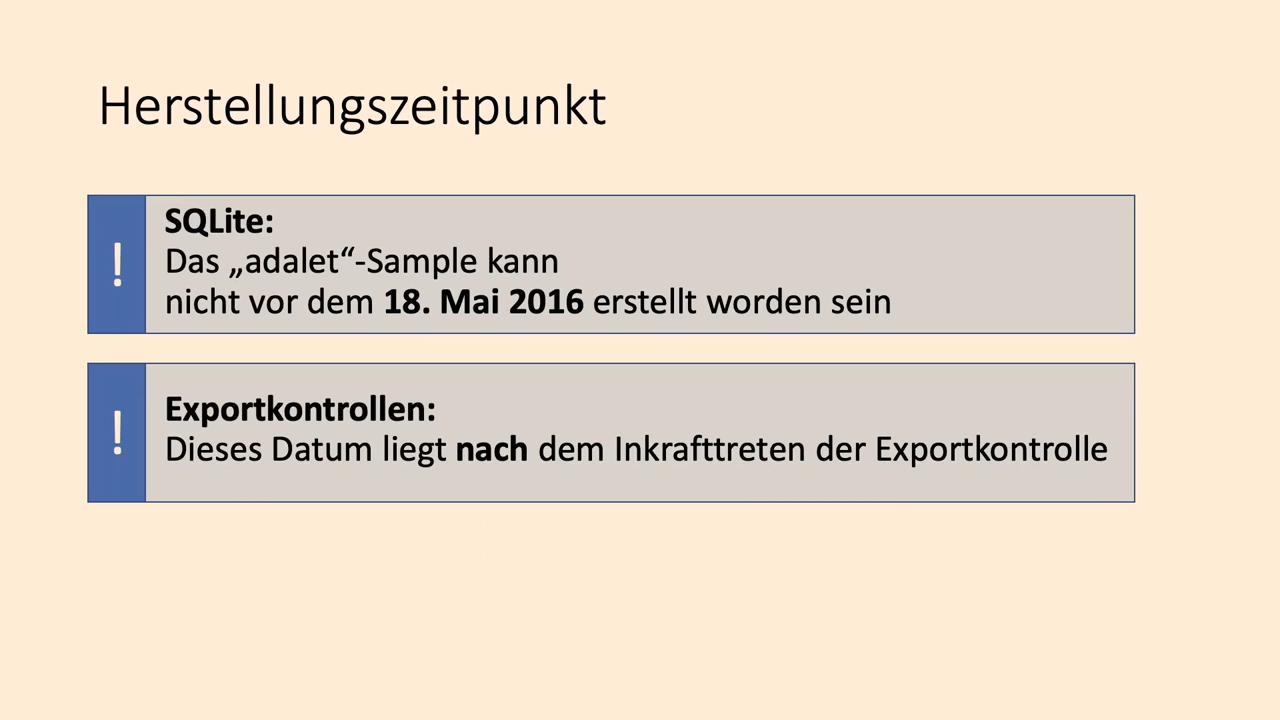 Herstellungszeitpunkt
!
SQLite:
Das „adalet“-Sample kann
nicht vor dem 18. Mai 2016 erstellt worden sein
!
Exportkontrollen:
Dieses Datum liegt nach dem Inkrafttreten der Exportkontrolle